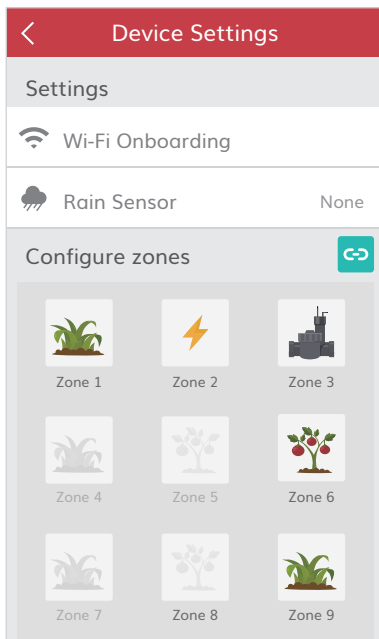 Device Settings
Settings
Wi-Fi Onboarding
Rain Sensor None
Configure zones
Zone 1 Zone 2 Zone 3
Zone 4 Zone 5 Zone 6
Zone 7 Zone 8 Zone 9